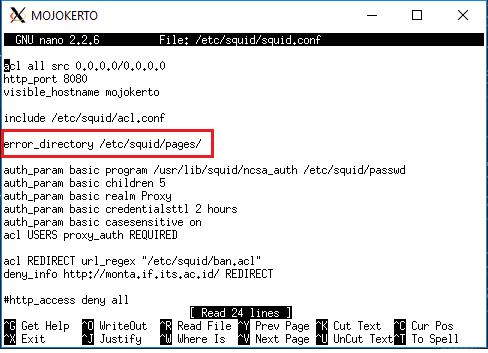 MOJOKERTO
GNU nano 2.2.6 File: /etc/squid/squid.conf
acl all src 0.0.0.0/0.0.0.0
http_port 8080
visible_hostname mojokerto
include /etc/squid/acl.conf
error_directory /etc/squid/pages/
auth_param basic program /usr/lib/squid/ncsa_auth /etc/squid/passwd
auth_param basic children 5
auth_param basic realm Proxy
auth_param basic credentialsttl 2 hours
auth_param basic casesensitive on
acl USERS proxy_auth REQUIRED
acl REDIRECT url_regex "/etc/squid/ban.acl"
deny_info http://monta.if.its.ac.id/ REDIRECT
#http_access deny all
[ Read 24 lines ]
^G Get Help ^O WriteOut ^R Read File ^Y Prev Page ^K Cut Text ^C Cur Pos
^X Exit ^J Justify ^W Where Is ^V Next Page ^U UnCut Text ^T To Spell